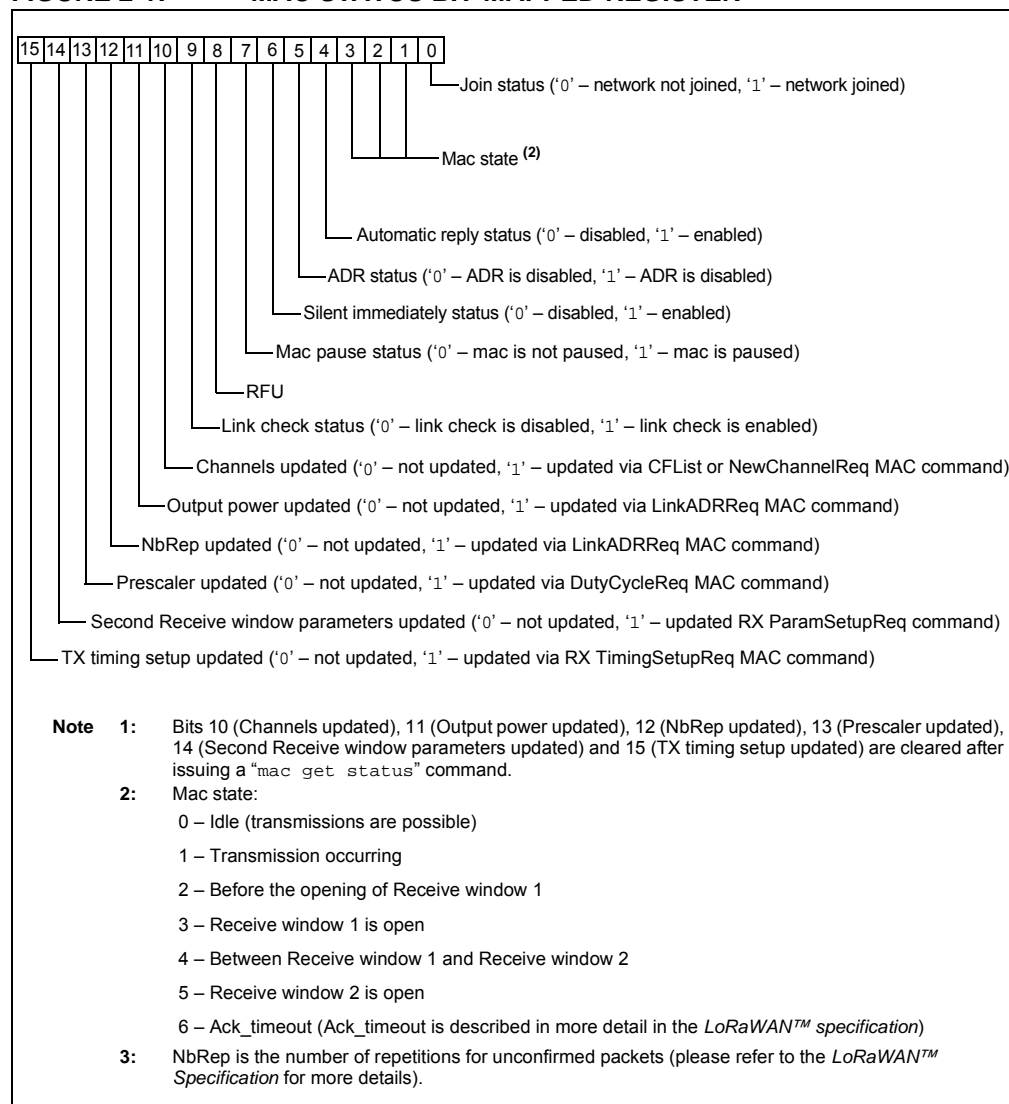 15 14 13 12 11 10 9 8 7 6 5 4 3 2 1 0
Join status (‘0’ – network not joined, ‘1’ – network joined)
Mac state (2)
Automatic reply status (‘0’ – disabled, ‘1’ – enabled)
ADR status (‘0’ – ADR is disabled, ‘1’ – ADR is disabled)
Silent immediately status (‘0’ – disabled, ‘1’ – enabled)
Mac pause status (‘0’ – mac is not paused, ‘1’ – mac is paused)
RFU
Link check status (‘0’ – link check is disabled, ‘1’ – link check is enabled)
Channels updated (‘0’ – not updated, ‘1’ – updated via CFList or NewChannelReq MAC command)
Output power updated (‘0’ – not updated, ‘1’ – updated via LinkADRReq MAC command)
NbRep updated (‘0’ – not updated, ‘1’ – updated via LinkADRReq MAC command)
Prescaler updated (‘0’ – not updated, ‘1’ – updated via DutyCycleReq MAC command)
Second Receive window parameters updated (‘0’ – not updated, ‘1’ – updated RX ParamSetupReq command)
TX timing setup updated (‘0’ – not updated, ‘1’ – updated via RX TimingSetupReq MAC command)
Note 1: Bits 10 (Channels updated), 11 (Output power updated), 12 (NbRep updated), 13 (Prescaler updated),
14 (Second Receive window parameters updated) and 15 (TX timing setup updated) are cleared after
issuing a “mac get status” command.
2: Mac state:
0 – Idle (transmissions are possible)
1 – Transmission occurring
2 – Before the opening of Receive window 1
3 – Receive window 1 is open
4 – Between Receive window 1 and Receive window 2
5 – Receive window 2 is open
6 – Ack_timeout (Ack_timeout is described in more detail in the LoRaWAN™ specification)
3: NbRep is the number of repetitions for unconfirmed packets (please refer to the LoRaWAN™
Specification for more details).